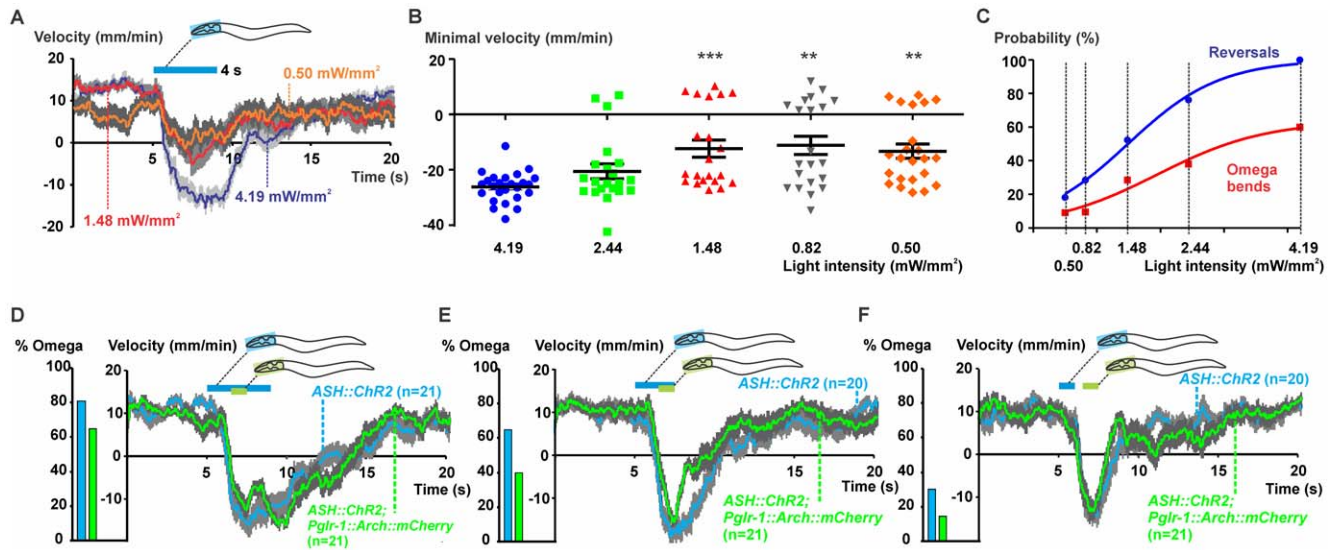 A
Velocity (mm/min)
20
15
10
0
-10
-15
-20
4 s
0.50 mW/mm²
5
10
15
20
Time (s)
1.48 mW/mm²
4.19 mW/mm²
B
Minimal velocity (mm/min)
***
**
**
20
0
-20
-40
4.19
2.44
1.48
0.82
0.50
Light intensity (mW/mm²)
C
Probability (%)
100
80
60
40
20
0
Reversals
Omega
bends
0.82
1.48
2.44
4.19
0.50
Light intensity (mW/mm²)
D
% Omega
100
80
60
40
20
0
Velocity (mm/min)
20
10
0
-10
ASH::ChR2 (n=21)
5
10
15
20
Time (s)
ASH::ChR2;
Pglr-1::Arch::mCherry
(n=21)
E
% Omega
100
80
60
40
20
0
Velocity (mm/min)
20
10
0
-10
ASH::ChR2 (n=20)
5
10
15
20
Time (s)
ASH::ChR2;
Pglr-1::Arch::mCherry
(n=21)
F
% Omega
100
80
60
40
20
0
Velocity (mm/min)
20
10
0
-10
ASH::ChR2 (n=20)
5
10
15
20
Time (s)
ASH::ChR2;
Pglr-1::Arch::mCherry
(n=21)